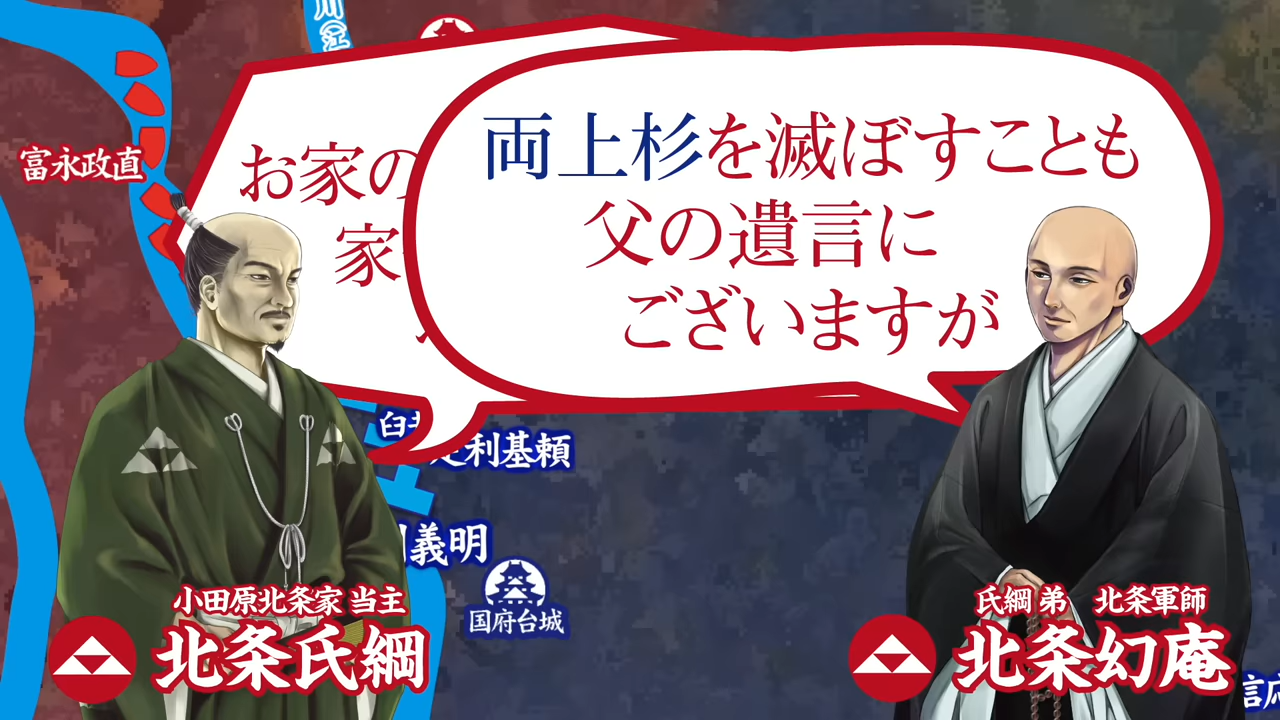 川
富永政直
お家の
家
両上杉を滅ぼすことも
父の遺言に
ございますが
利基頼
義明
国府台城
小田原北条家 当主
北条氏綱
氏綱 弟 北条軍師
北条幻庵